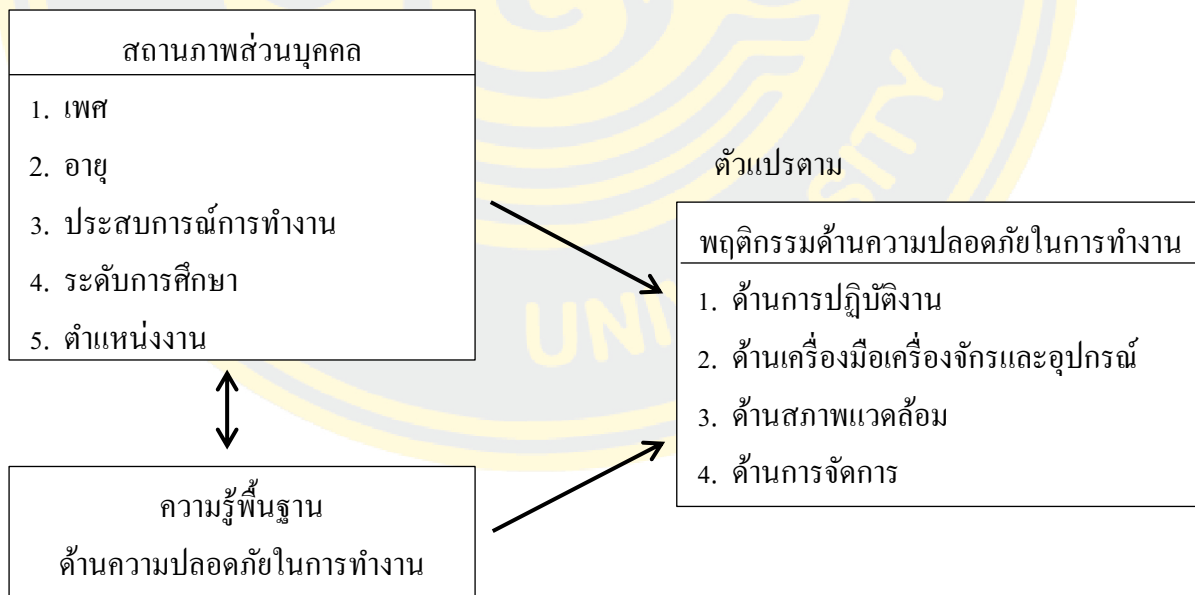 สถานภาพส่วนบุคคล
1. เพศ
2. อายุ
3. ประสบการณ์การทำงาน
4. ระดับการศึกษา
5. ตำแหน่งงาน
ความรู้พื้นฐาน
ด้านความปลอดภัยในการทำงาน
ตัวแปรตาม
พฤติกรรมด้านความปลอดภัยในการทำงาน
1. ด้านการปฏิบัติงาน
2. ด้านเครื่องมือเครื่องจักรและอุปกรณ์
3. ด้านสภาพแวดล้อม
4. ด้านการจัดการ